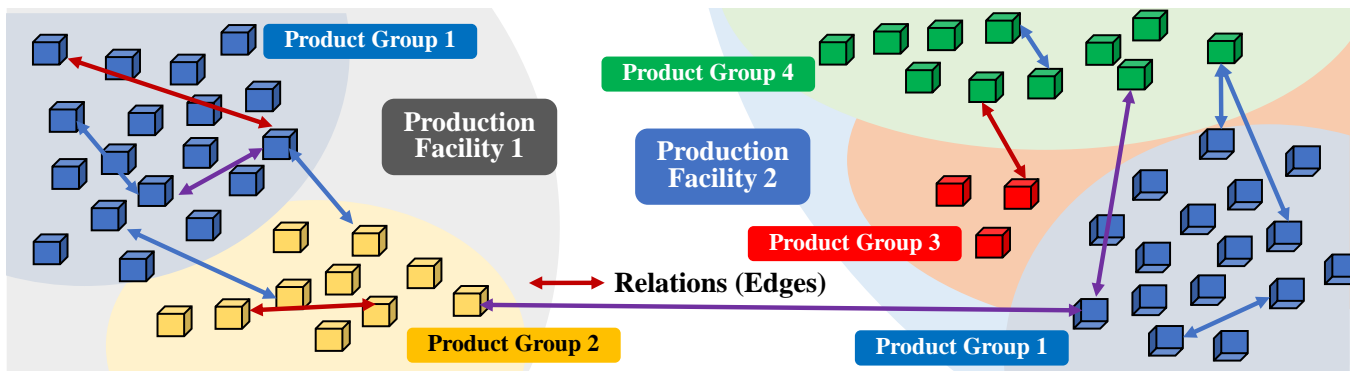 Product Group 1
Product Group 4
Production
Facility 1
Production
Facility 2
Product Group 3
Relations (Edges)
Product Group 2
Product Group 1